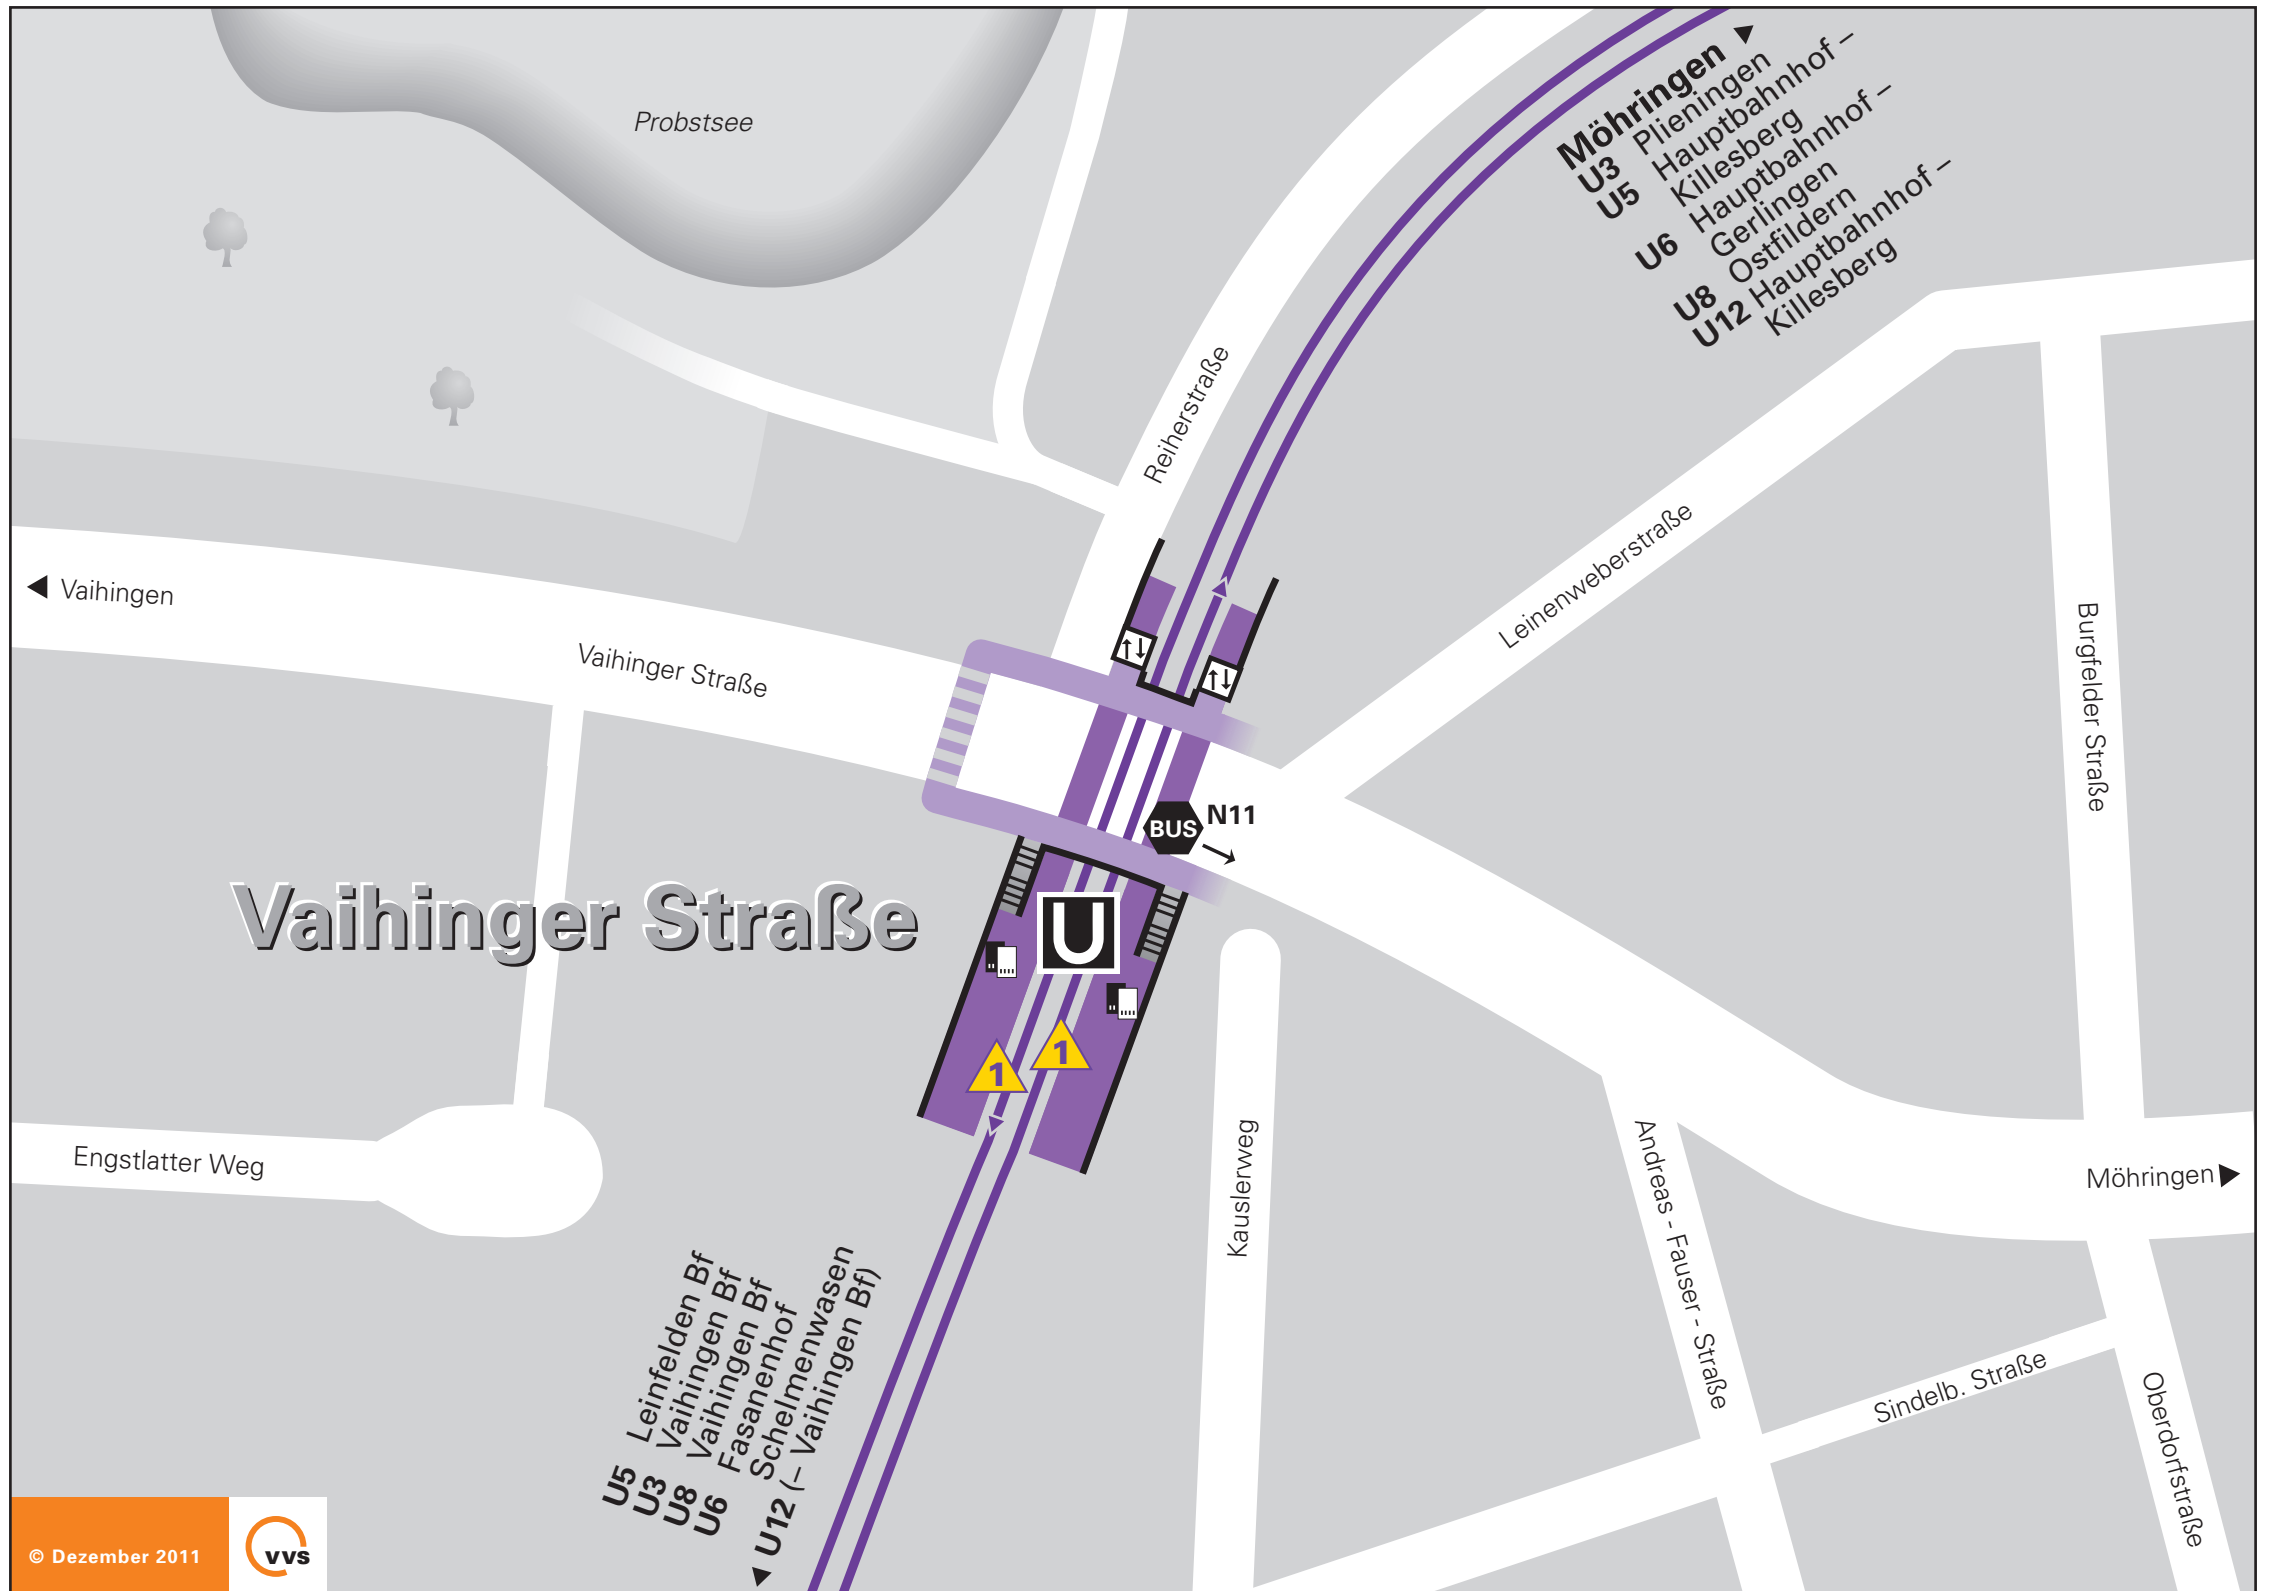 Probstsee
Möhringen
U3 Plieningen
U5 Hauptbahnhof –
Killesberg
U6 Hauptbahnhof –
Gerlingen
U8 Ostfildern
U12 Hauptbahnhof –
Killesberg
Reiherstraße
Leinenweberstraße
Burgfelder Straße
Vaihingen
Vaihinger Straße
BUS N11
Vaihinger Straße
U
1
1
Engstlatter Weg
Kauslerweg
Andreas - Fauser - Straße
Möhringen
Sindelb. Straße
Oberdorfstraße
U5 Leinfelden Bf
U3 Vaihingen Bf
U8 Vaihingen Bf
U6 Fasanenhof
Schelmenwasen
U12 (– Vaihingen Bf)
© Dezember 2011
vvs